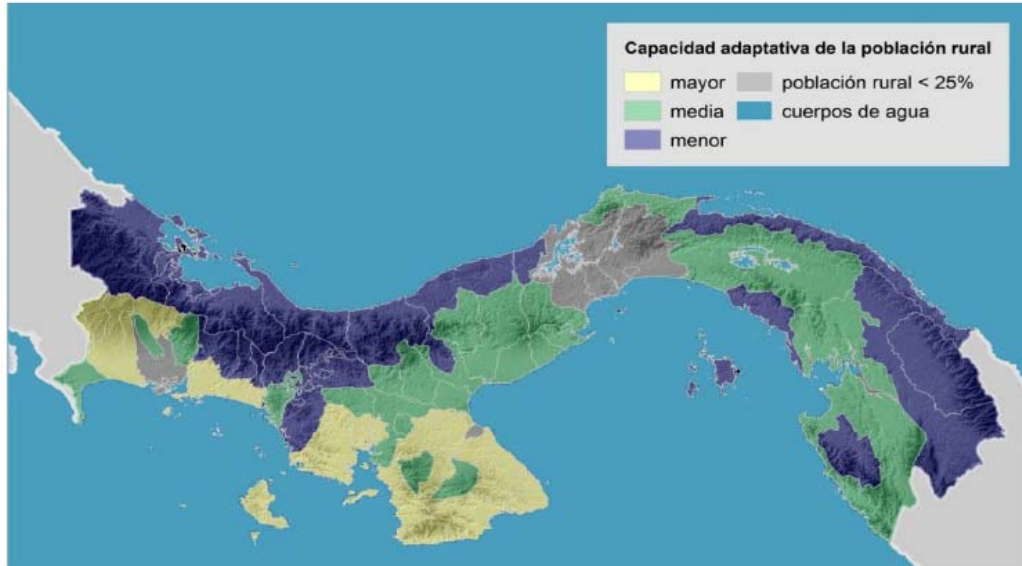 Capacidad adaptativa de la población rural
mayor población rural < 25%
media cuerpos de agua
menor